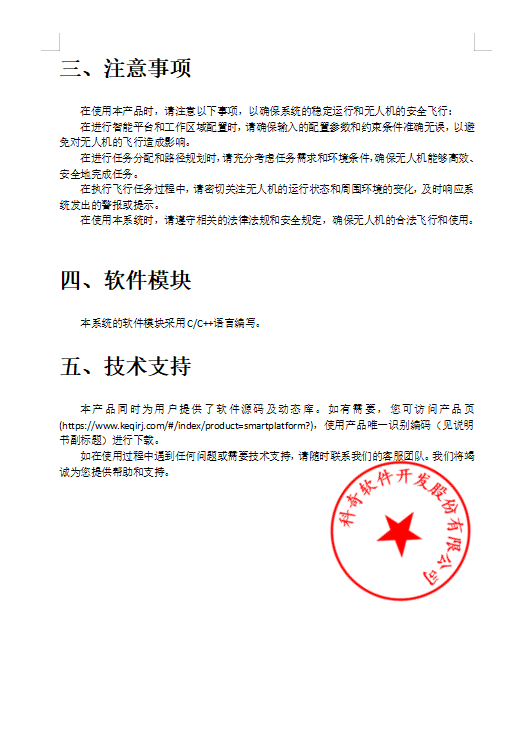 三、注意事项
在使用本产品时，请注意以下事项，以确保系统的稳定运行和无人机的安全飞行：
在进行智能平台和工作区域配置时，请确保输入的配置参数和约束条件准确无误，以避
免对无人机的飞行造成影响。
在进行任务分配和路径规划时，请充分考虑任务需求和环境条件，确保无人机能够高效、
安全地完成任务。
在执行飞行任务过程中，请密切关注无人机的运行状态和周围环境的变化，及时响应系
统发出的警报或提示。
在使用本系统时，请遵守相关的法律法规和安全规定，确保无人机的合法飞行和使用。
四、软件模块
本系统的软件模块采用 C/C++语言编写。
五、技术支持
本产品同时为用户提供了软件源码及动态库。如有需要，您可访问产品页
(https://www.keqirj.com/#/index/product=smartplatform?)，使用产品唯一识别编码（见说明
书副标题）进行下载。
如在使用过程中遇到任何问题或需要技术支持，请随时联系我们的客服团队。我们将竭
诚为您提供帮助和支持。
科奇软件开发股份有限公司